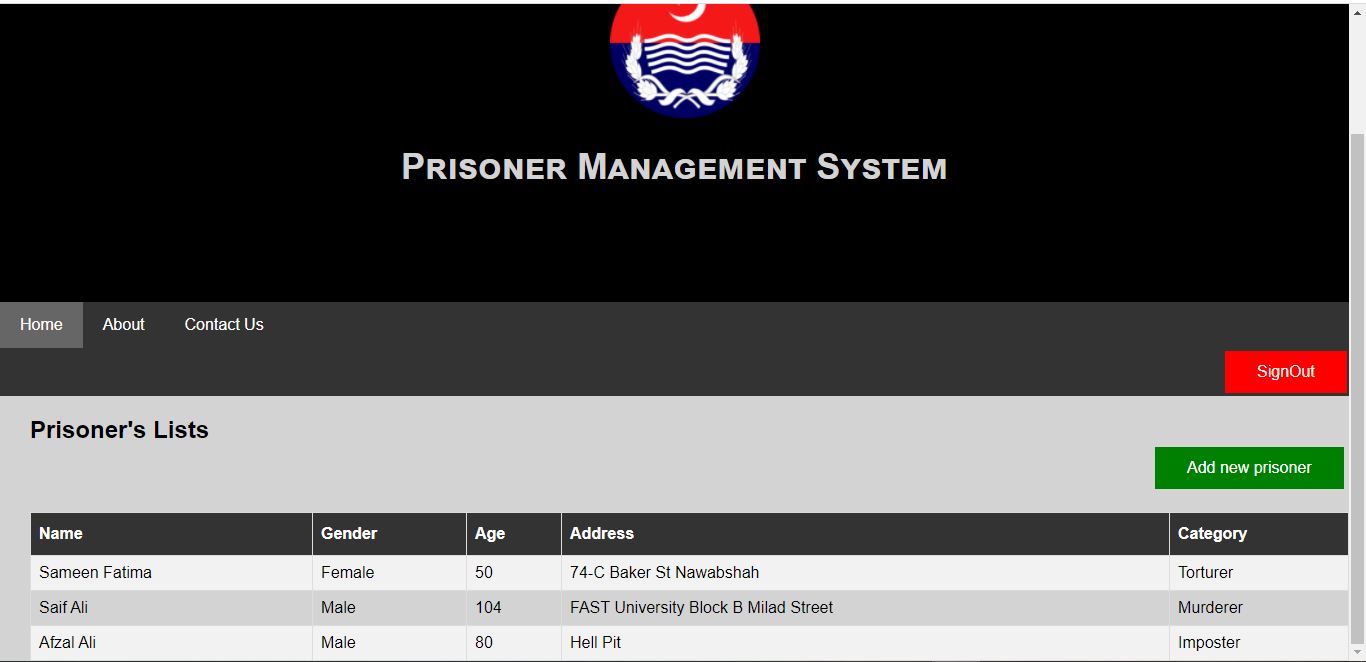 Prisoner Management System
Home About Contact Us
SignOut
Prisoner's Lists
Add new prisoner
Name Gender Age Address Category
Sameen Fatima Female 50 74-C Baker St Nawabshah Torturer
Saif Ali Male 104 FAST University Block B Milad Street Murderer
Afzal Ali Male 80 Hell Pit Imposter